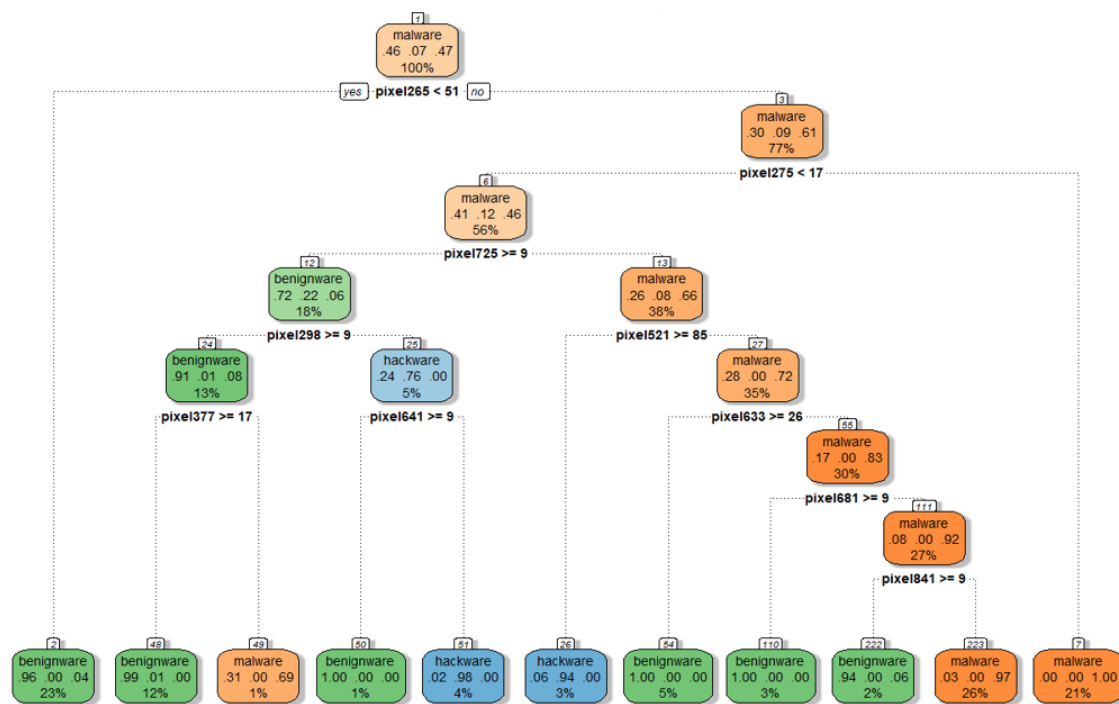 1
malware
.46 .07 .47
100%
yes pixel265 < 51 no
3
malware
.30 .09 .61
77%
pixel275 < 17
6
malware
.41 .12 .46
56%
pixel725 >= 9
12
benignware
.72 .22 .06
18%
pixel298 >= 9
13
malware
.26 .08 .66
38%
pixel521 >= 85
24
benignware
.91 .01 .08
13%
pixel377 >= 17
25
hackware
.24 .76 .00
5%
pixel641 >= 9
27
malware
.28 .00 .72
35%
pixel633 >= 26
55
malware
.17 .00 .83
30%
pixel681 >= 9
111
malware
.08 .00 .92
27%
pixel841 >= 9
2
benignware
.96 .00 .04
23%
48
benignware
.99 .01 .00
12%
49
malware
.31 .00 .69
1%
50
benignware
1.00 .00 .00
1%
51
hackware
.02 .98 .00
4%
26
hackware
.06 .94 .00
3%
54
benignware
1.00 .00 .00
5%
110
benignware
1.00 .00 .00
3%
222
benignware
.94 .00 .06
2%
223
malware
.03 .00 .97
26%
7
malware
.00 .00 1.00
21%